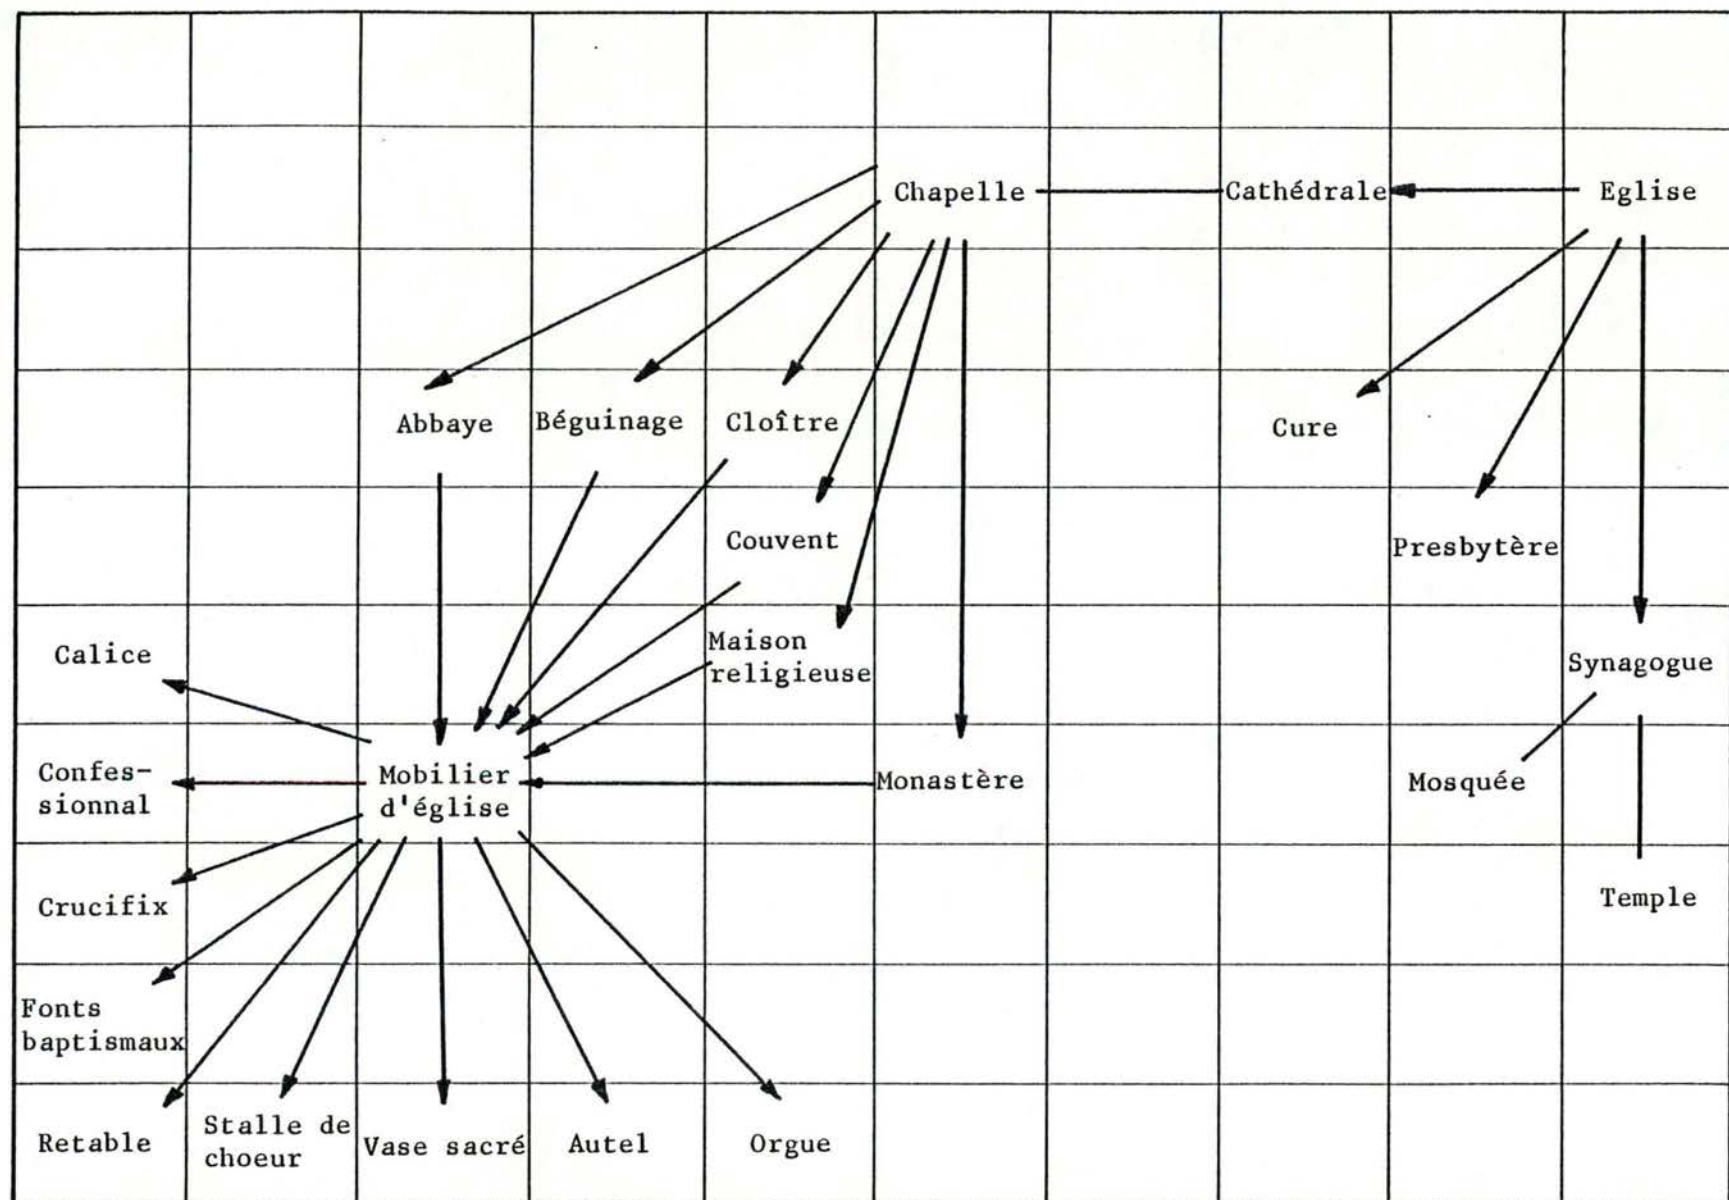 Chapelle
Cathédrale
Eglise
Abbaye
Béguinage
Cloître
Cure
Couvent
Presbytère
Calice
Maison
religieuse
Synagogue
Confes-
sionnal
Mobilier
d'église
Monastère
Mosquée
Crucifix
Temple
Fonts
baptismaux
Retable
Stalle de
choeur
Vase sacré
Autel
Orgue